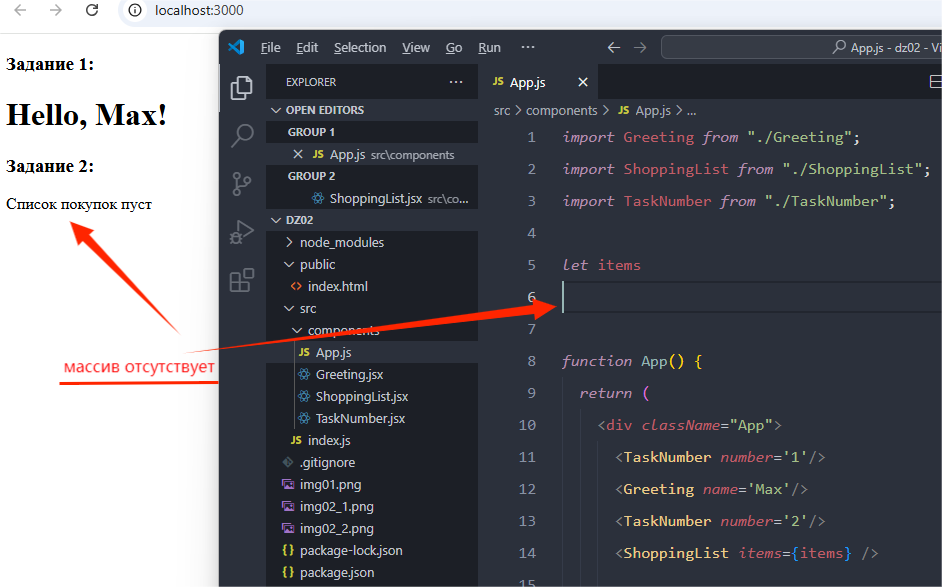 localhost:3000
Задание 1:
Hello, Max!
Задание 2:
Список покупок пуст
массив отсутствует
File Edit Selection View Go Run ···
App.js - dz02 - Vi
EXPLORER ···
OPEN EDITORS
GROUP 1
App.js src\components
GROUP 2
ShoppingList.jsx src\co...
DZ02
node_modules
public
index.html
src
components
App.js
Greeting.jsx
ShoppingList.jsx
TaskNumber.jsx
index.js
.gitignore
img01.png
img02_1.png
img02_2.png
package-lock.json
package.json
JS App.js
src > components > JS App.js > ...
1 import Greeting from "./Greeting";
2 import ShoppingList from "./ShoppingList";
3 import TaskNumber from "./TaskNumber";
4
5 let items
6
7
8 function App() {
9 return (
10 <div className="App">
11 <TaskNumber number='1'/>
12 <Greeting name='Max'/>
13 <TaskNumber number='2'/>
14 <ShoppingList items={items} />
15